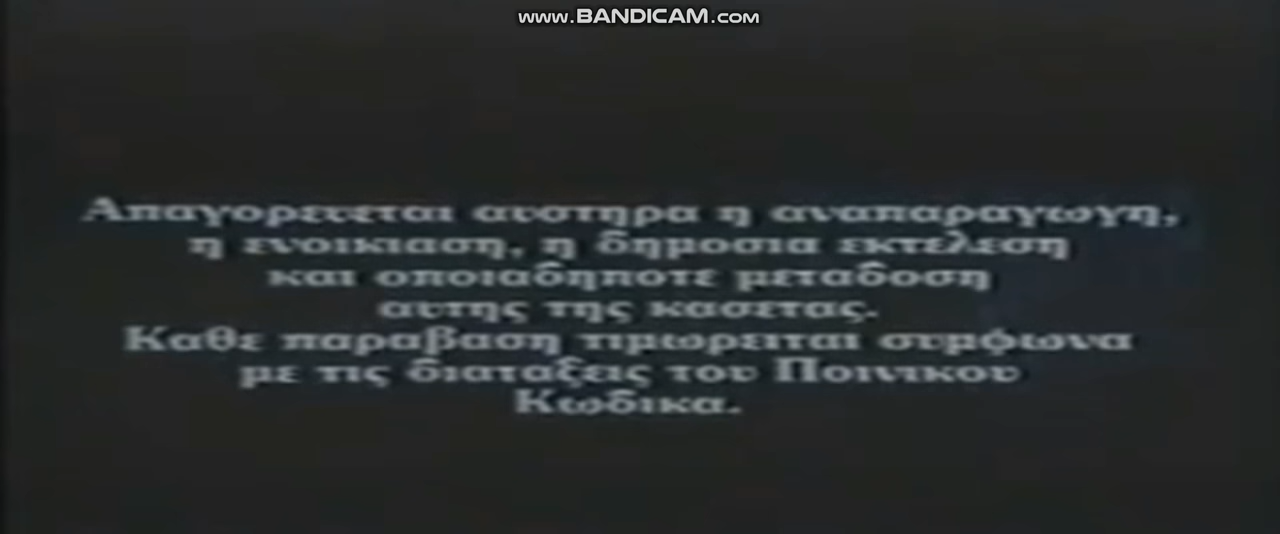 www.BANDICAM.com
Απαγορευεται αυστηρα η αναπαραγωγη,
η ενοικιαση, η δημοσια εκτελεση
και οποιαδηποτε μεταδοση
αυτης της κασετας.
Καθε παραβαση τιμωρειται συμφωνα
με τις διαταξεις του Ποινικου
Κωδικα.